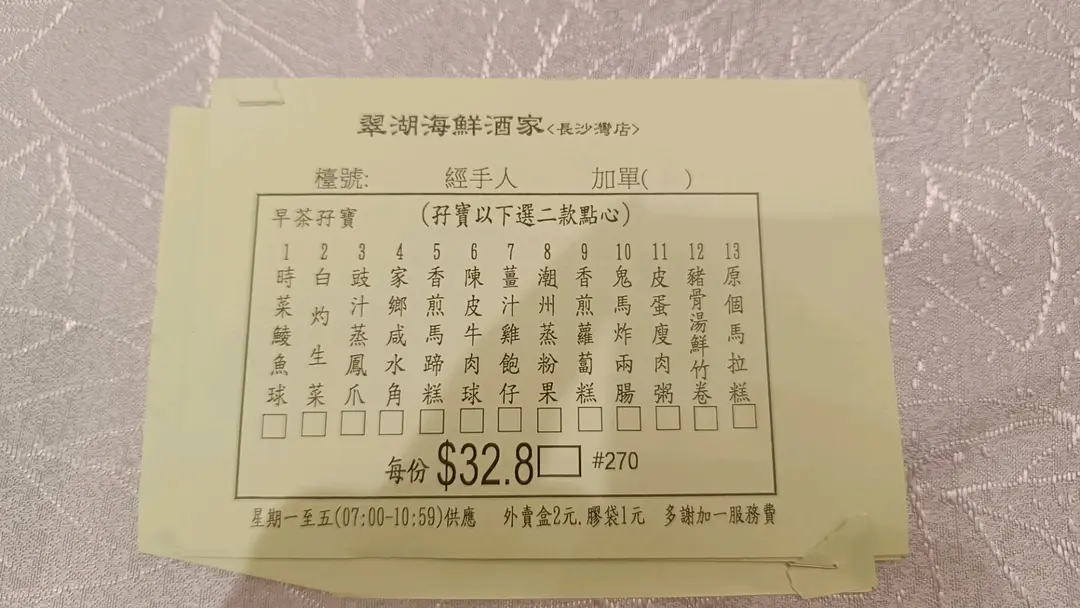 翠湖海鮮酒家<長沙灣店>
檯號: 經手人 加單( )
早茶孖寶 (孖寶以下選二款點心)
1 時菜鯪魚球
2 白灼生菜
3 豉汁蒸鳳爪
4 家鄉咸水角
5 香煎馬蹄糕
6 陳皮牛肉球
7 薑汁雞飽仔
8 潮州蒸粉果
9 香煎蘿蔔糕
10 鬼馬炸兩腸
11 皮蛋廋肉粥
12 豬骨湯鮮竹卷
13 原個馬拉糕
每份 $32.8 #270
星期一至五(07:00-10:59)供應 外賣盒2元.膠袋1元 多謝加一服務費